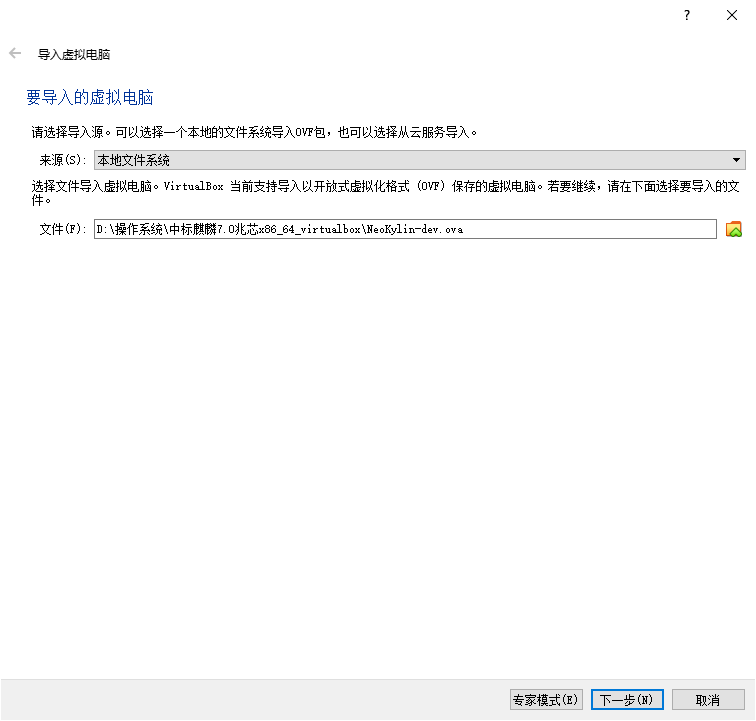 ?
导入虚拟电脑
要导入的虚拟电脑
请选择导入源。可以选择一个本地的文件系统导入OVF包，也可以选择从云服务导入。
来源(S): 本地文件系统
选择文件导入虚拟电脑。VirtualBox 当前支持导入以开放式虚拟化格式 (OVF) 保存的虚拟电脑。若要继续，请在下面选择要导入的文
件。
文件(F): D:\操作系统\中标麒麟7.0兆芯x86_64_virtualbox\NeoKylin-dev.ova
专家模式(E) 下一步(N) 取消